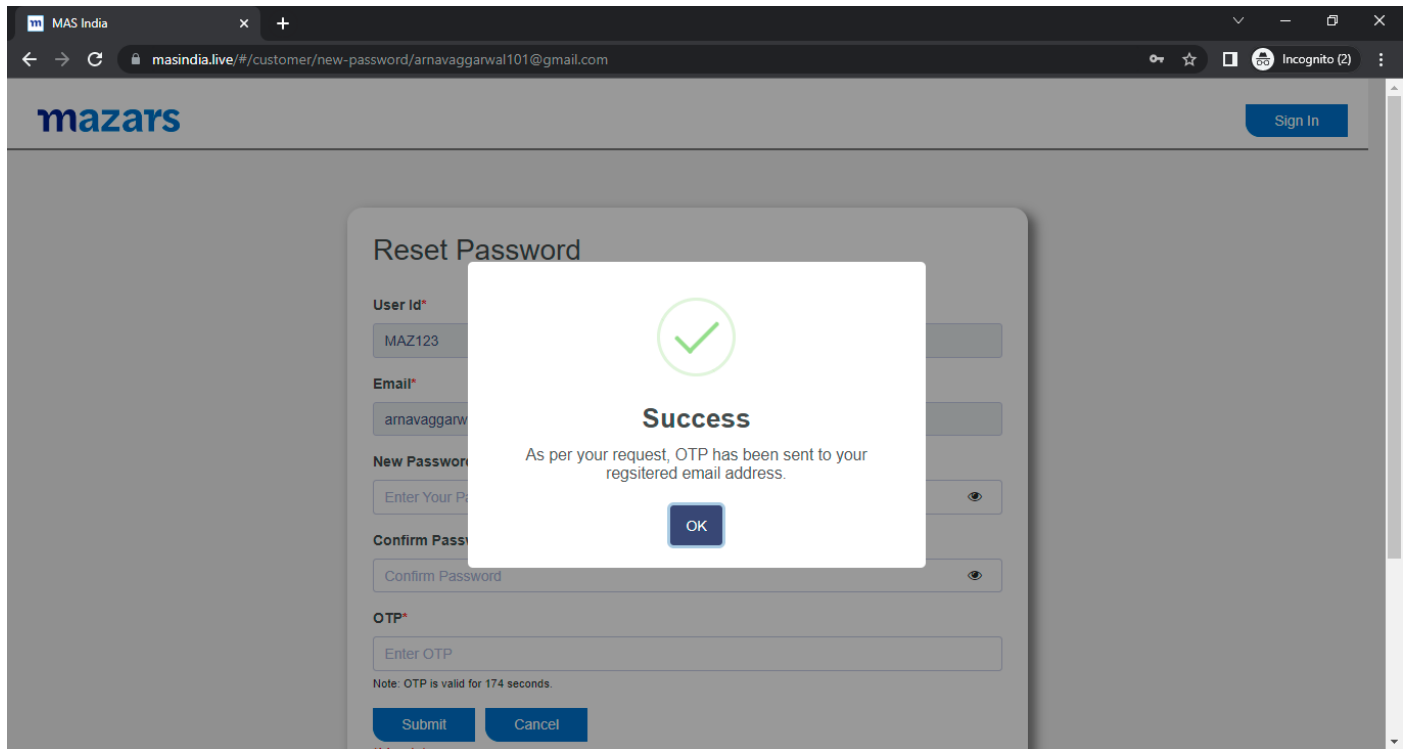 m MAS India
masindia.live/#/customer/new-password/arnavaggarwal101@gmail.com
Incognito (2)
mazars
Sign In
Reset Password
User Id*
MAZ123
Email*
arnavaggarw
New Password
Enter Your Pa
Confirm Passw
Confirm Password
OTP*
Enter OTP
Note: OTP is valid for 174 seconds.
Submit Cancel
Success
As per your request, OTP has been sent to your
regsitered email address.
OK